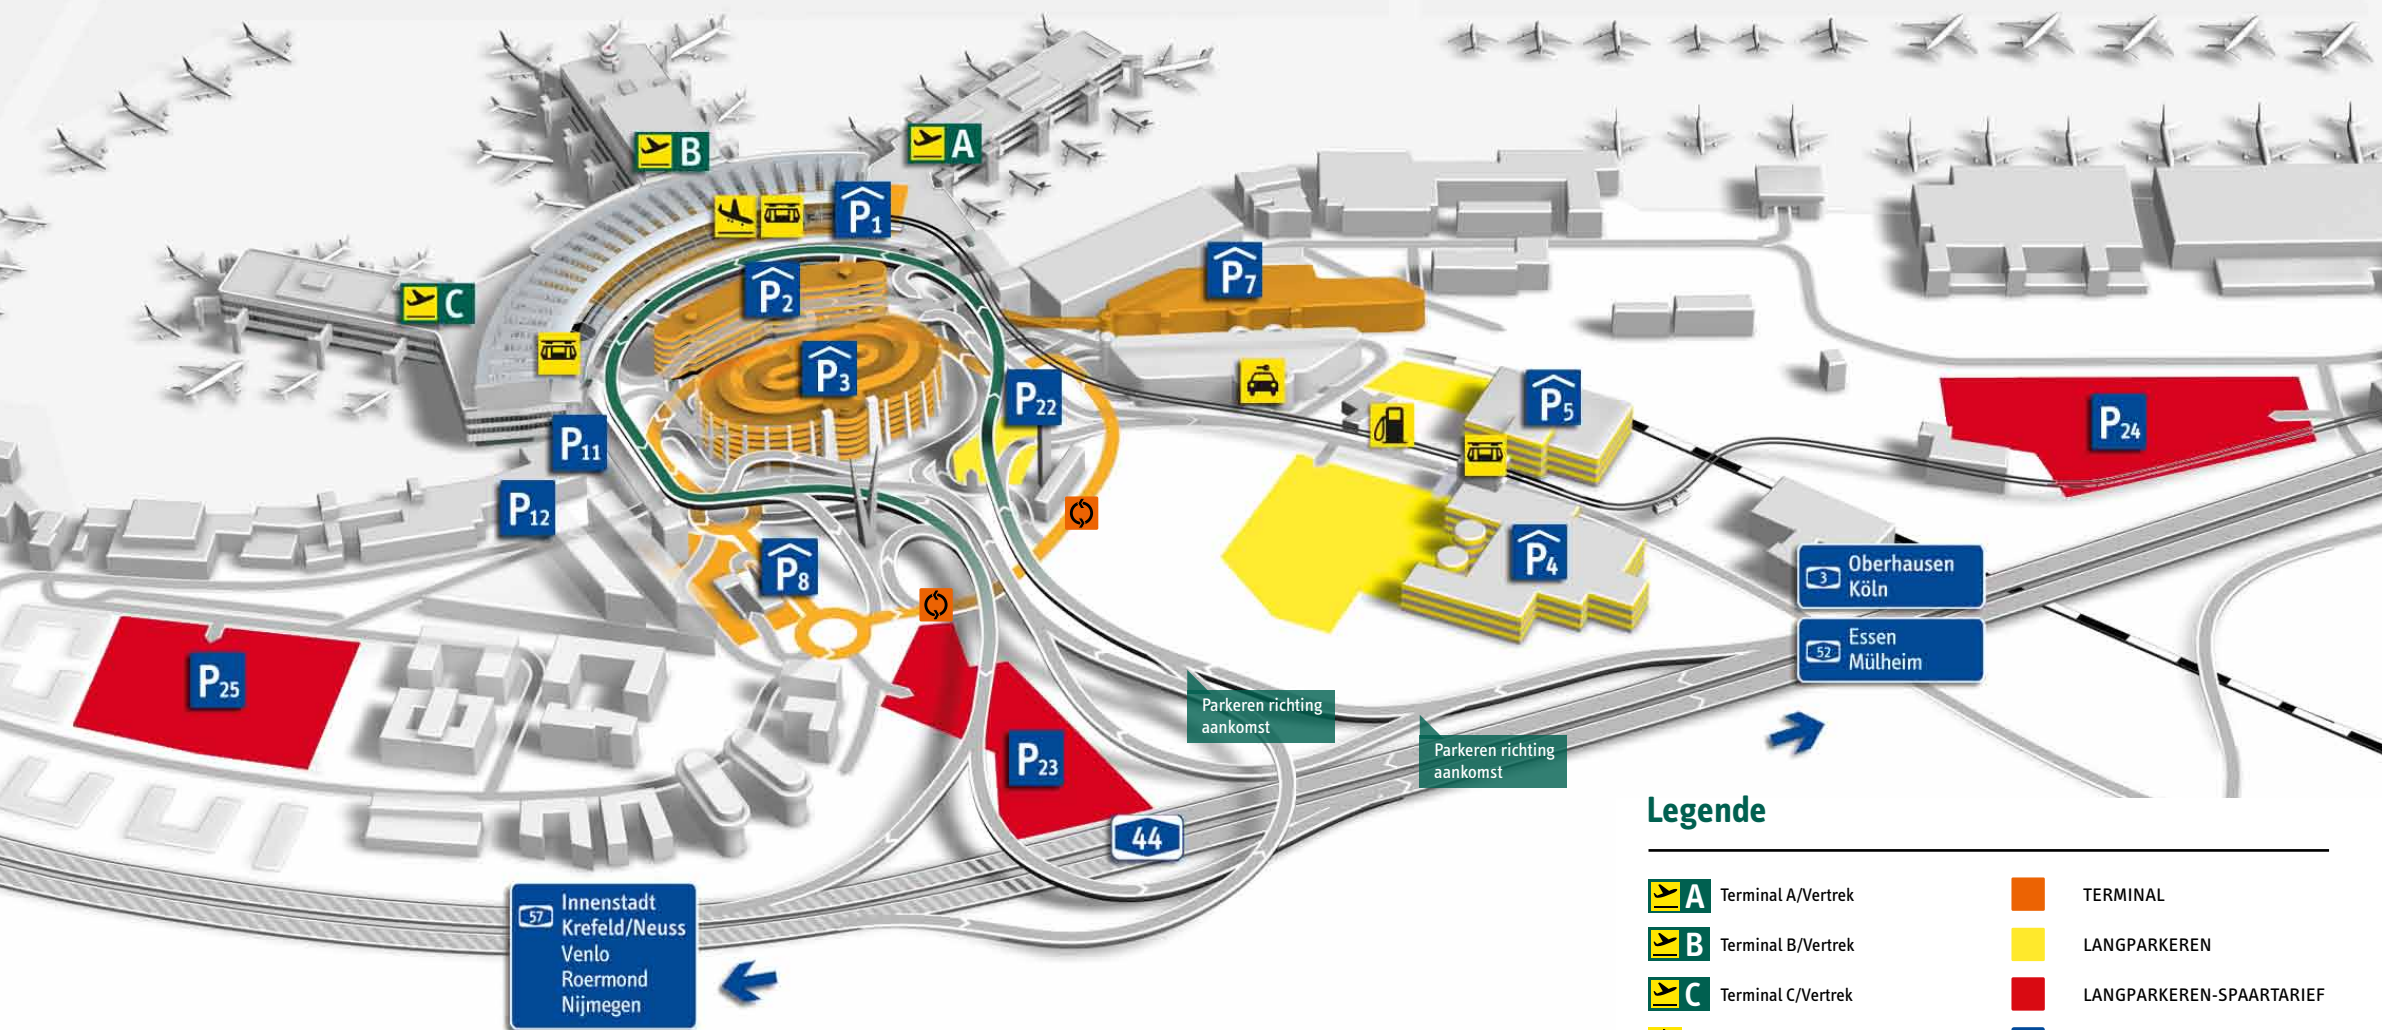 B
A
P1
C
P2
P7
P3
P22
P5
P24
P11
P12
P8
P4
3
Oberhausen
Köln
52
Essen
Mülheim
P25
Parkeren richting
aankomst
Parkeren richting
aankomst
P23
44
57
Innenstadt
Krefeld/Neuss
Venlo
Roermond
Nijmegen
Legende
A Terminal A/Vertrek
TERMINAL
B Terminal B/Vertrek
LANGPARKEREN
C Terminal C/Vertrek
LANGPARKEREN-SPAARTARIEF